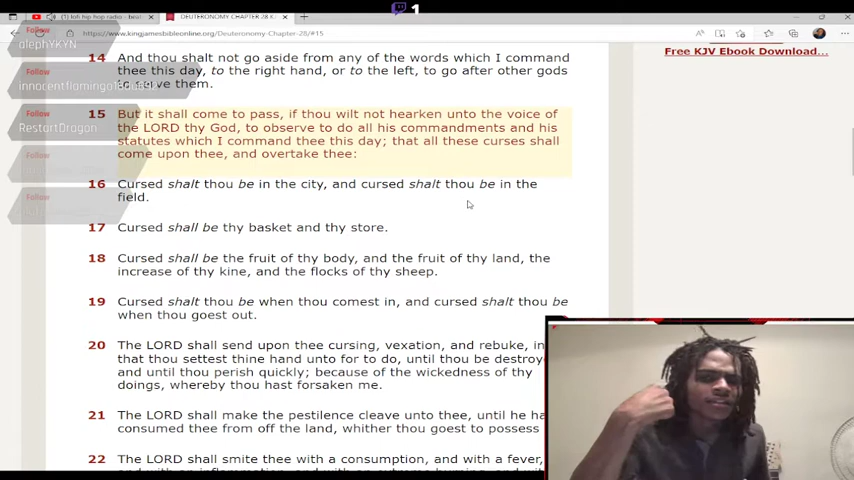 1
(1) lofi hip hop radio - beat
DEUTERONOMY CHAPTER 28 K
https://www.kingjamesbibleonline.org/Deuteronomy-Chapter-28/#15
Free KJV Ebook Download...
Follow
alephYKYN
Follow
Follow
RestartDragon
Follow
Follow
14 And thou shalt not go aside from any of the words which I command
thee this day, to the right hand, or to the left, to go after other gods
to serve them.
15 But it shall come to pass, if thou wilt not hearken unto the voice of
the LORD thy God, to observe to do all his commandments and his
statutes which I command thee this day; that all these curses shall
come upon thee, and overtake thee:
16 Cursed shalt thou be in the city, and cursed shalt thou be in the
field.
17 Cursed shall be thy basket and thy store.
18 Cursed shall be the fruit of thy body, and the fruit of thy land, the
increase of thy kine, and the flocks of thy sheep.
19 Cursed shalt thou be when thou comest in, and cursed shalt thou be
when thou goest out.
20 The LORD shall send upon thee cursing, vexation, and rebuke, in
that thou settest thine hand unto for to do, until thou be destroy
and until thou perish quickly; because of the wickedness of thy
doings, whereby thou hast forsaken me.
21 The LORD shall make the pestilence cleave unto thee, until he ha
consumed thee from off the land, whither thou goest to possess
22 The LORD shall smite thee with a consumption, and with a fever,